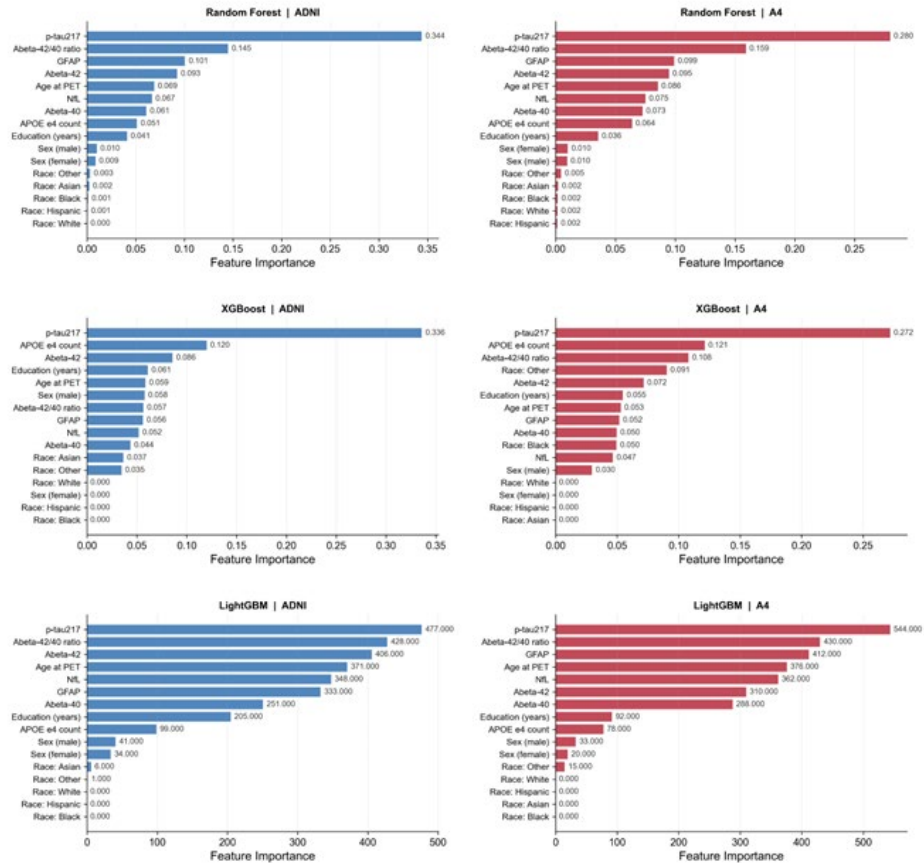 Random Forest | ADNI
p-tau217 0.344
Abeta-42/40 ratio 0.145
GFAP 0.101
Abeta-42 0.093
Age at PET 0.069
NfL 0.067
Abeta-40 0.061
APOE e4 count 0.051
Education (years) 0.041
Sex (male) 0.010
Sex (female) 0.009
Race: Other 0.003
Race: Asian 0.002
Race: Black 0.001
Race: Hispanic 0.001
Race: White 0.000
0.00 0.05 0.10 0.15 0.20 0.25 0.30 0.35
Feature Importance
Random Forest | A4
p-tau217 0.280
Abeta-42/40 ratio 0.159
GFAP 0.099
Abeta-42 0.095
Age at PET 0.086
NfL 0.075
Abeta-40 0.073
APOE e4 count 0.064
Education (years) 0.036
Sex (female) 0.010
Sex (male) 0.010
Race: Other 0.005
Race: Asian 0.002
Race: Black 0.002
Race: White 0.002
Race: Hispanic 0.002
0.00 0.05 0.10 0.15 0.20 0.25
Feature Importance
XGBoost | ADNI
p-tau217 0.336
APOE e4 count 0.120
Abeta-42 0.086
Education (years) 0.061
Age at PET 0.059
Sex (male) 0.058
Abeta-42/40 ratio 0.057
GFAP 0.056
NfL 0.052
Abeta-40 0.044
Race: Asian 0.037
Race: Other 0.035
Race: White 0.000
Sex (female) 0.000
Race: Hispanic 0.000
Race: Black 0.000
0.00 0.05 0.10 0.15 0.20 0.25 0.30 0.35
Feature Importance
XGBoost | A4
p-tau217 0.272
APOE e4 count 0.121
Abeta-42/40 ratio 0.108
Race: Other 0.091
Abeta-42 0.072
Education (years) 0.055
Age at PET 0.053
GFAP 0.052
Abeta-40 0.050
Race: Black 0.050
NfL 0.047
Sex (male) 0.030
Race: White 0.000
Sex (female) 0.000
Race: Hispanic 0.000
Race: Asian 0.000
0.00 0.05 0.10 0.15 0.20 0.25
Feature Importance
LightGBM | ADNI
p-tau217 477.000
Abeta-42/40 ratio 428.000
Abeta-42 406.000
Age at PET 371.000
NfL 348.000
GFAP 333.000
Abeta-40 251.000
Education (years) 205.000
APOE e4 count 99.000
Sex (male) 41.000
Sex (female) 34.000
Race: Asian 6.000
Race: Other 1.000
Race: White 0.000
Race: Hispanic 0.000
Race: Black 0.000
0 100 200 300 400 500
Feature Importance
LightGBM | A4
p-tau217 544.000
Abeta-42/40 ratio 430.000
GFAP 412.000
Age at PET 376.000
NfL 362.000
Abeta-42 310.000
Abeta-40 288.000
Education (years) 92.000
APOE e4 count 78.000
Sex (male) 33.000
Sex (female) 20.000
Race: Other 15.000
Race: White 0.000
Race: Hispanic 0.000
Race: Asian 0.000
Race: Black 0.000
0 100 200 300 400 500
Feature Importance